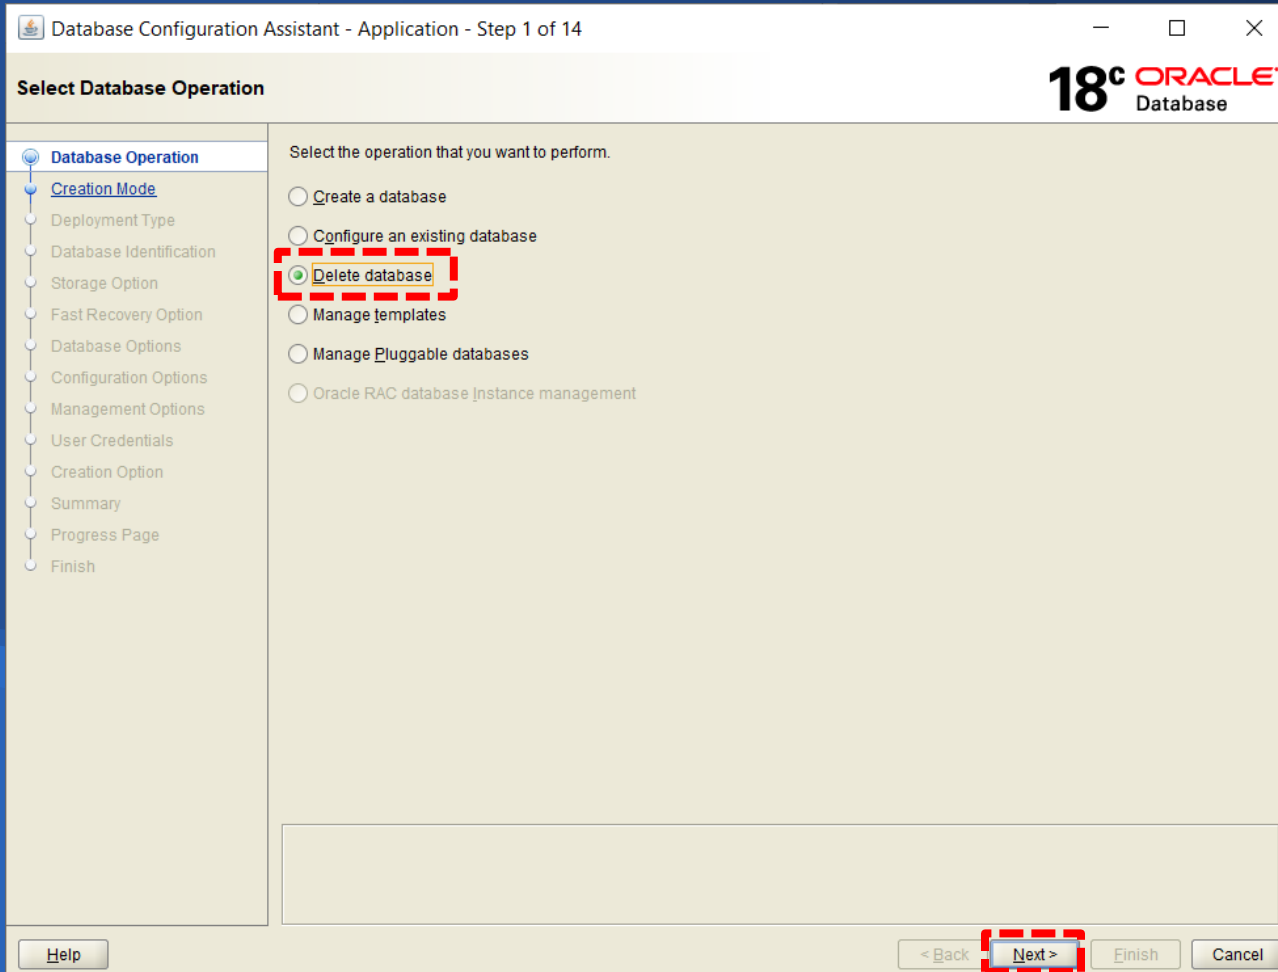 Database Configuration Assistant - Application - Step 1 of 14
Select Database Operation
18c ORACLE
Database
Database Operation
Creation Mode
Deployment Type
Database Identification
Storage Option
Fast Recovery Option
Database Options
Configuration Options
Management Options
User Credentials
Creation Option
Summary
Progress Page
Finish
Select the operation that you want to perform.
Create a database
Configure an existing database
Delete database
Manage templates
Manage Pluggable databases
Oracle RAC database Instance management
Help
< Back
Next >
Finish
Cancel